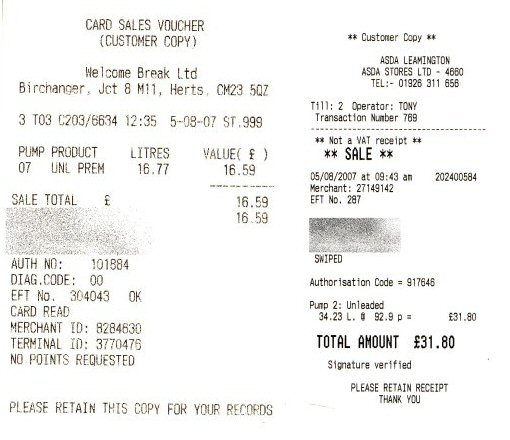 CARD SALES VOUCHER
(CUSTOMER COPY)
Welcome Break Ltd
Birchanger, Jct 8 M11, Herts, CM23 5QZ
3 T03 C203/6634 12:35 5-08-07 ST.999
PUMP PRODUCT LITRES VALUE( £ )
07 UNL PREM 16.77 16.59
------------
SALE TOTAL £ 16.59
16.59
AUTH NO: 101884
DIAG.CODE: 00
EFT No. 304043 OK
CARD READ
MERCHANT ID: 8284630
TERMINAL ID: 3770476
NO POINTS REQUESTED
PLEASE RETAIN THIS COPY FOR YOUR RECORDS
** Customer Copy **
ASDA LEAMINGTON
ASDA STORES LTD - 4660
TEL:- 01926 311 656
Till: 2 Operator: TONY
Transaction Number 769
--------------------------------
** Not a VAT receipt **
** SALE **
05/08/2007 at 09:43 am 202400584
Merchant: 27149142
EFT No. 287
SWIPED
Authorisation Code = 917646
Pump 2: Unleaded
34.23 L. @ 92.9 p = £31.80
TOTAL AMOUNT £31.80
Signature verified
PLEASE RETAIN RECEIPT
THANK YOU